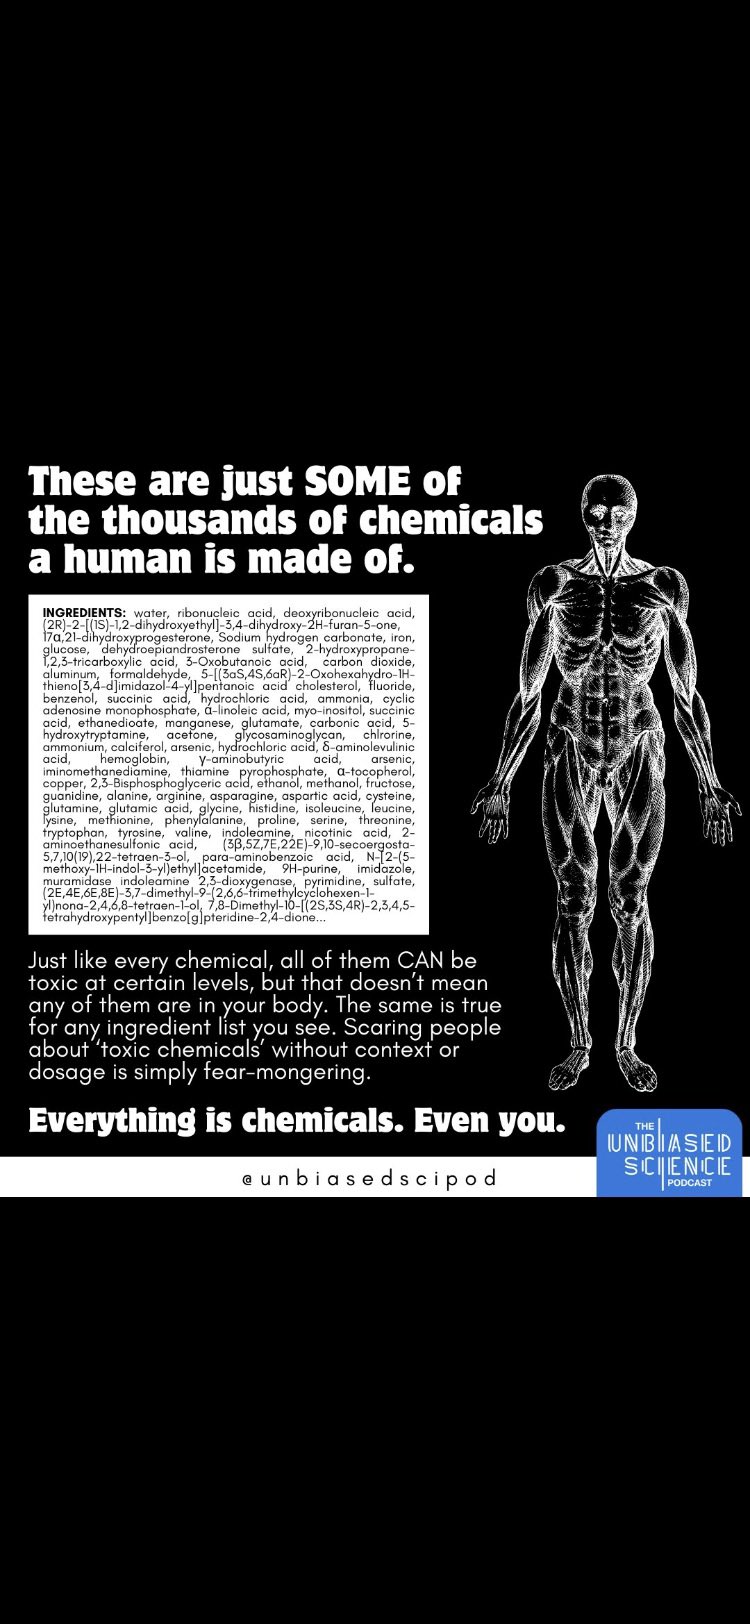 These are just SOME of
the thousands of chemicals
a human is made of.
INGREDIENTS: water, ribonucleic acid, deoxyribonucleic acid,
(2R)-2-[(1S)-1,2-dihydroxyethyl]-3,4-dihydroxy-2H-furan-5-one,
17α,21-dihydroxyprogesterone, Sodium hydrogen carbonate, iron,
glucose, dehydroepiandrosterone sulfate, 2-hydroxypropane-
1,2,3-tricarboxylic acid, 3-Oxobutanoic acid, carbon dioxide,
aluminum, formaldehyde, 5-[(3aS,4S,6aR)-2-Oxohexahydro-1H-
thieno[3,4-d]imidazol-4-yl]pentanoic acid cholesterol, fluoride,
benzenol, succinic acid, hydrochloric acid, ammonia, cyclic
adenosine monophosphate, α-linoleic acid, myo-inositol, succinic
acid, ethanedioate, manganese, glutamate, carbonic acid, 5-
hydroxytryptamine, acetone, glycosaminoglycan, chlrorine,
ammonium, calciferol, arsenic, hydrochloric acid, δ-aminolevulinic
acid, hemoglobin, γ-aminobutyric acid, arsenic,
iminomethanediamine, thiamine pyrophosphate, α-tocopherol,
copper, 2,3-Bisphosphoglyceric acid, ethanol, methanol, fructose,
guanidine, alanine, arginine, asparagine, aspartic acid, cysteine,
glutamine, glutamic acid, glycine, histidine, isoleucine, leucine,
lysine, methionine, phenylalanine, proline, serine, threonine,
tryptophan, tyrosine, valine, indoleamine, nicotinic acid, 2-
aminoethanesulfonic acid, (3β,5Z,7E,22E)-9,10-secoergosta-
5,7,10(19),22-tetraen-3-ol, para-aminobenzoic acid, N-[2-(5-
methoxy-1H-indol-3-yl)ethyl]acetamide, 9H-purine, imidazole,
muramidase indoleamine 2,3-dioxygenase, pyrimidine, sulfate,
(2E,4E,6E,8E)-3,7-dimethyl-9-(2,6,6-trimethylcyclohexen-1-
yl)nona-2,4,6,8-tetraen-1-ol, 7,8-Dimethyl-10-[(2S,3S,4R)-2,3,4,5-
tetrahydroxypentyl]benzo[g]pteridine-2,4-dione...
Just like every chemical, all of them CAN be
toxic at certain levels, but that doesn't mean
any of them are in your body. The same is true
for any ingredient list you see. Scaring people
about 'toxic chemicals' without context or
dosage is simply fear-mongering.
Everything is chemicals. Even you.
THE
UNBIASED
SCIENCE
PODCAST
@unbiasedscipod